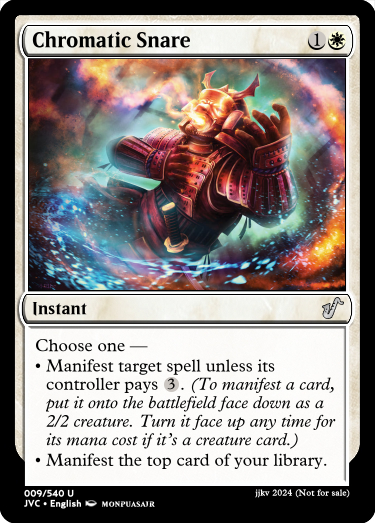 Chromatic Snare 1
Instant
Choose one —
• Manifest target spell unless its
controller pays 3. (To manifest a card,
put it onto the battlefield face down as a
2/2 creature. Turn it face up any time for
its mana cost if it's a creature card.)
• Manifest the top card of your library.
009/540 U
jjkv 2024 (Not for sale)
JVC • English MONPUASAJR